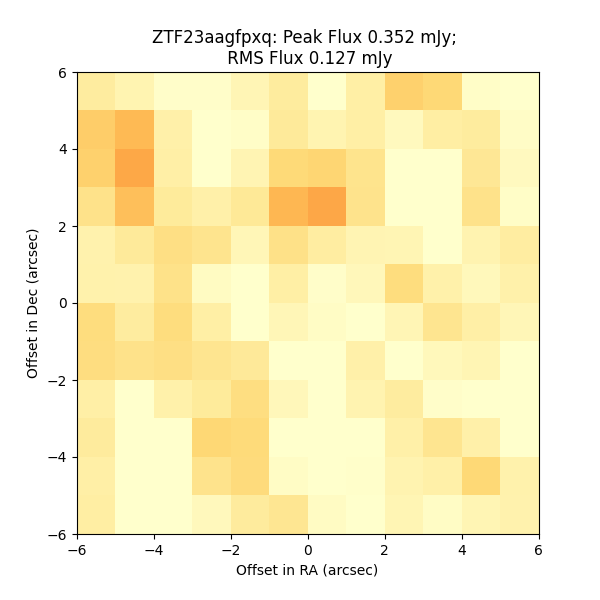 ZTF23aagfpxq: Peak Flux 0.352 mJy;
RMS Flux 0.127 mJy
6
4
2
0
−2
−4
−6
Offset in Dec (arcsec)
−6 −4 −2 0 2 4 6
Offset in RA (arcsec)